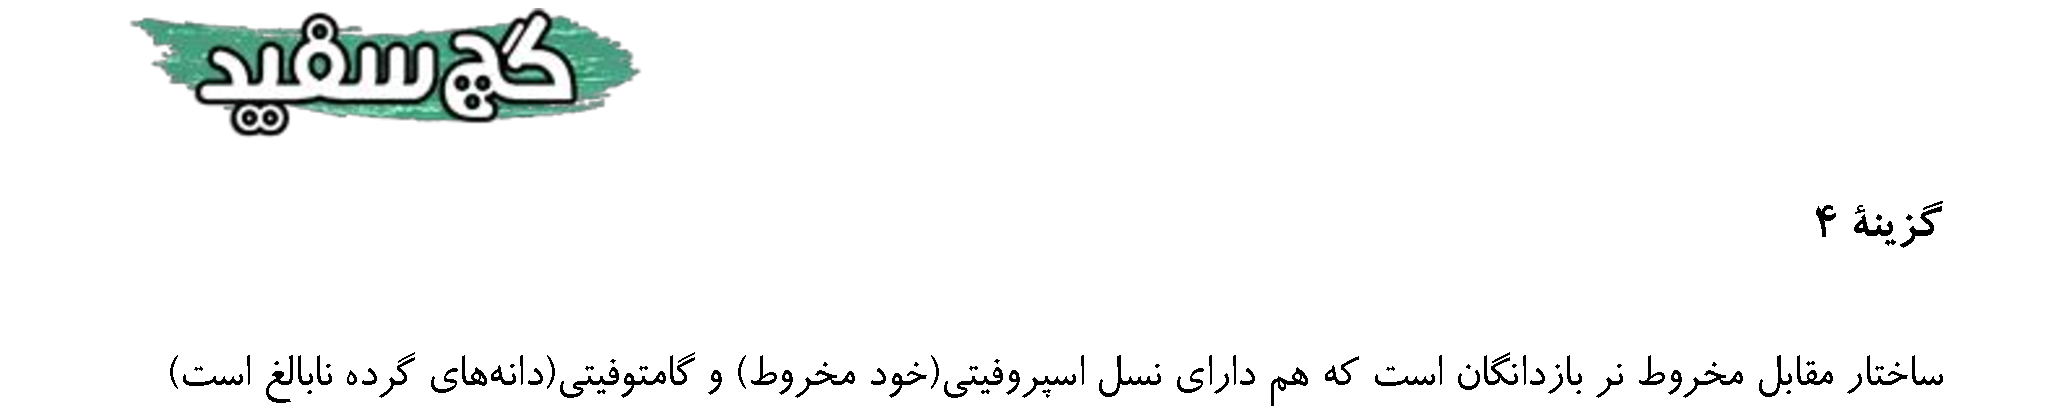 گچ سفید
گزینهٔ ۴
ساختار مقابل مخروط نر بازدانگان است که هم دارای نسل اسپروفیتی(خود مخروط) و گامتوفیتی(دانه‌های گرده نابالغ است)